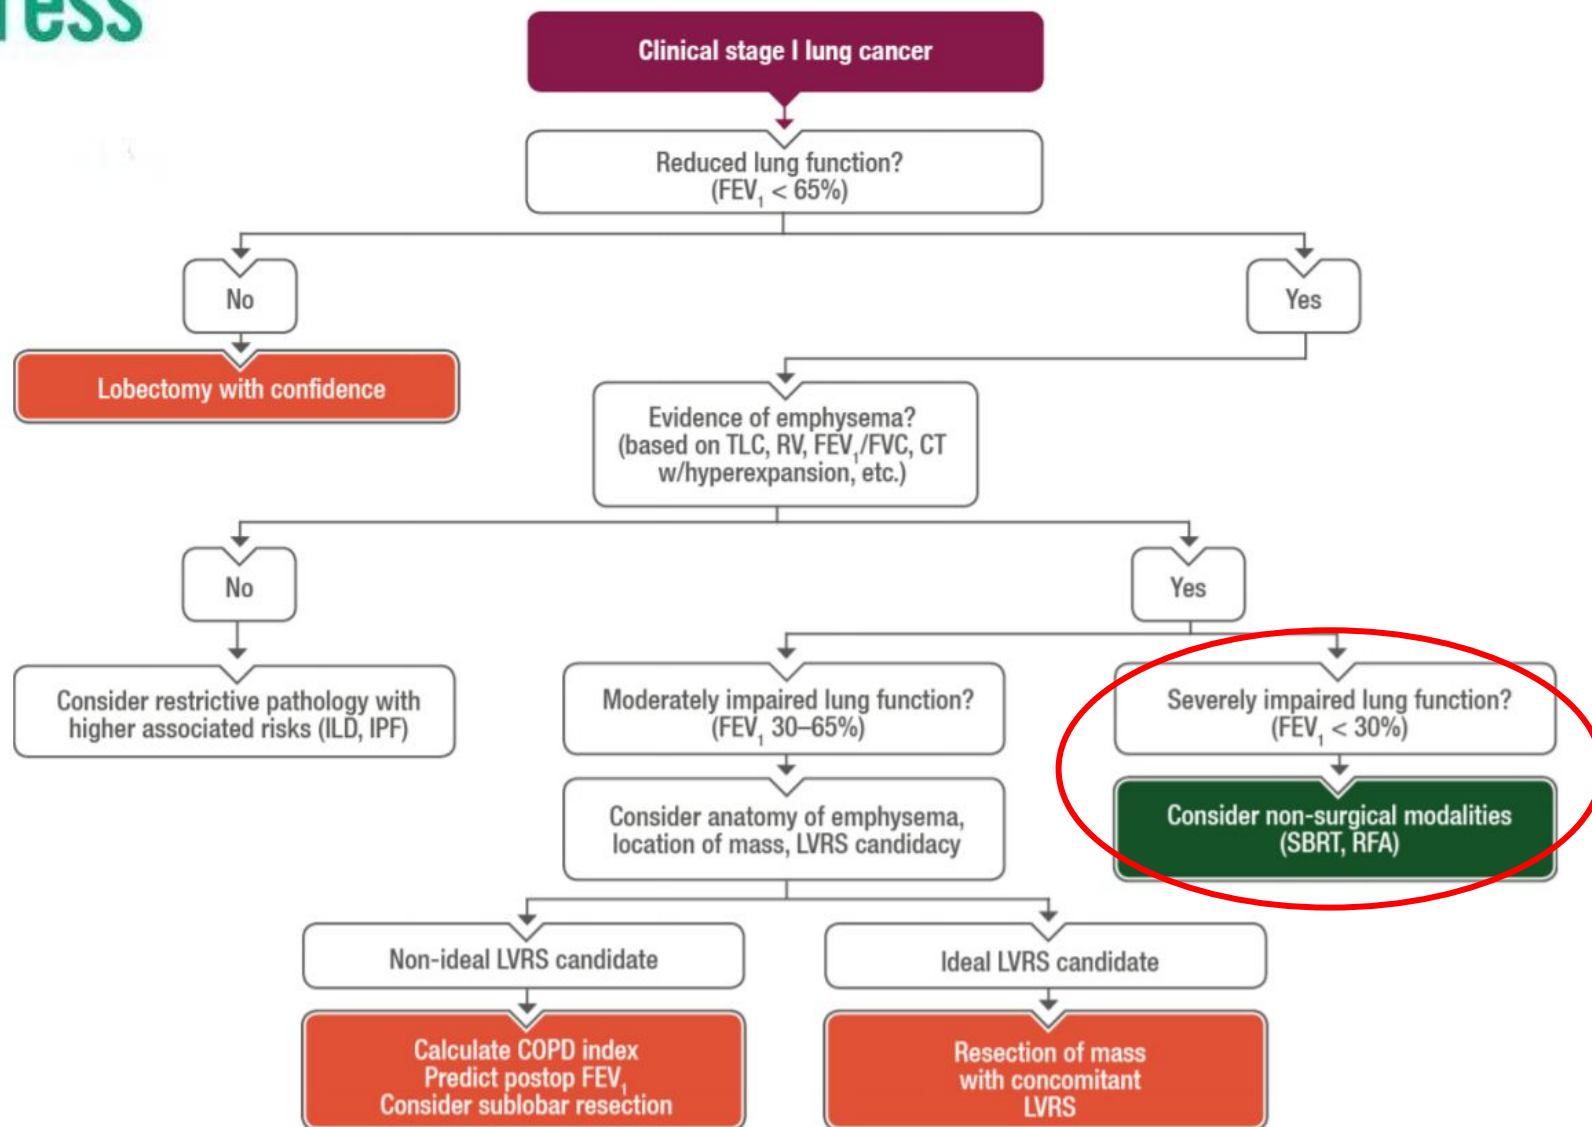 ress
Clinical stage I lung cancer
Reduced lung function?
(FEV₁ < 65%)
No
Yes
Lobectomy with confidence
Evidence of emphysema?
(based on TLC, RV, FEV₁/FVC, CT
w/hyperexpansion, etc.)
No
Yes
Consider restrictive pathology with
higher associated risks (ILD, IPF)
Moderately impaired lung function?
(FEV₁ 30–65%)
Severely impaired lung function?
(FEV₁ < 30%)
Consider anatomy of emphysema,
location of mass, LVRS candidacy
Consider non-surgical modalities
(SBRT, RFA)
Non-ideal LVRS candidate
Ideal LVRS candidate
Calculate COPD index
Predict postop FEV₁
Consider sublobar resection
Resection of mass
with concomitant
LVRS